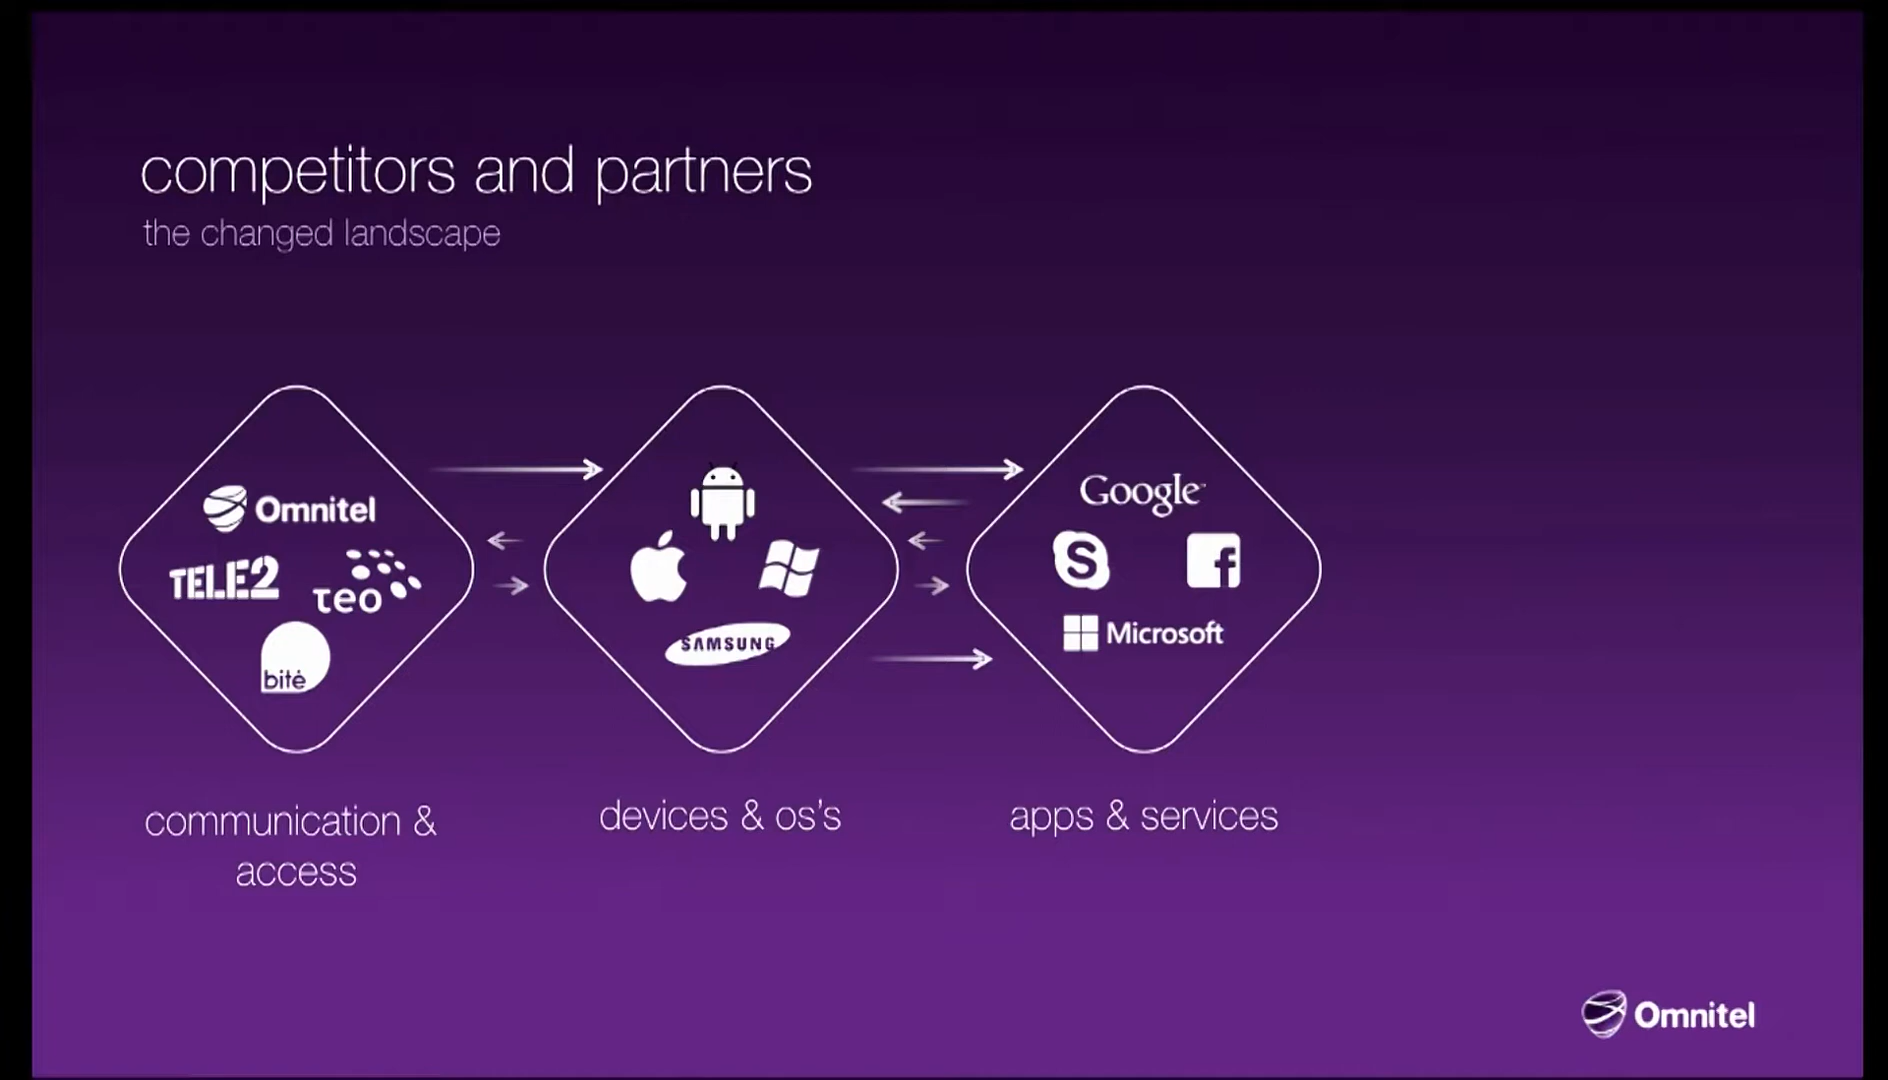 competitors and partners
the changed landscape
Omnitel
TELE2
teo
bitė
SAMSUNG
Google
S
f
Microsoft
communication &
access
devices & os's
apps & services
Omnitel